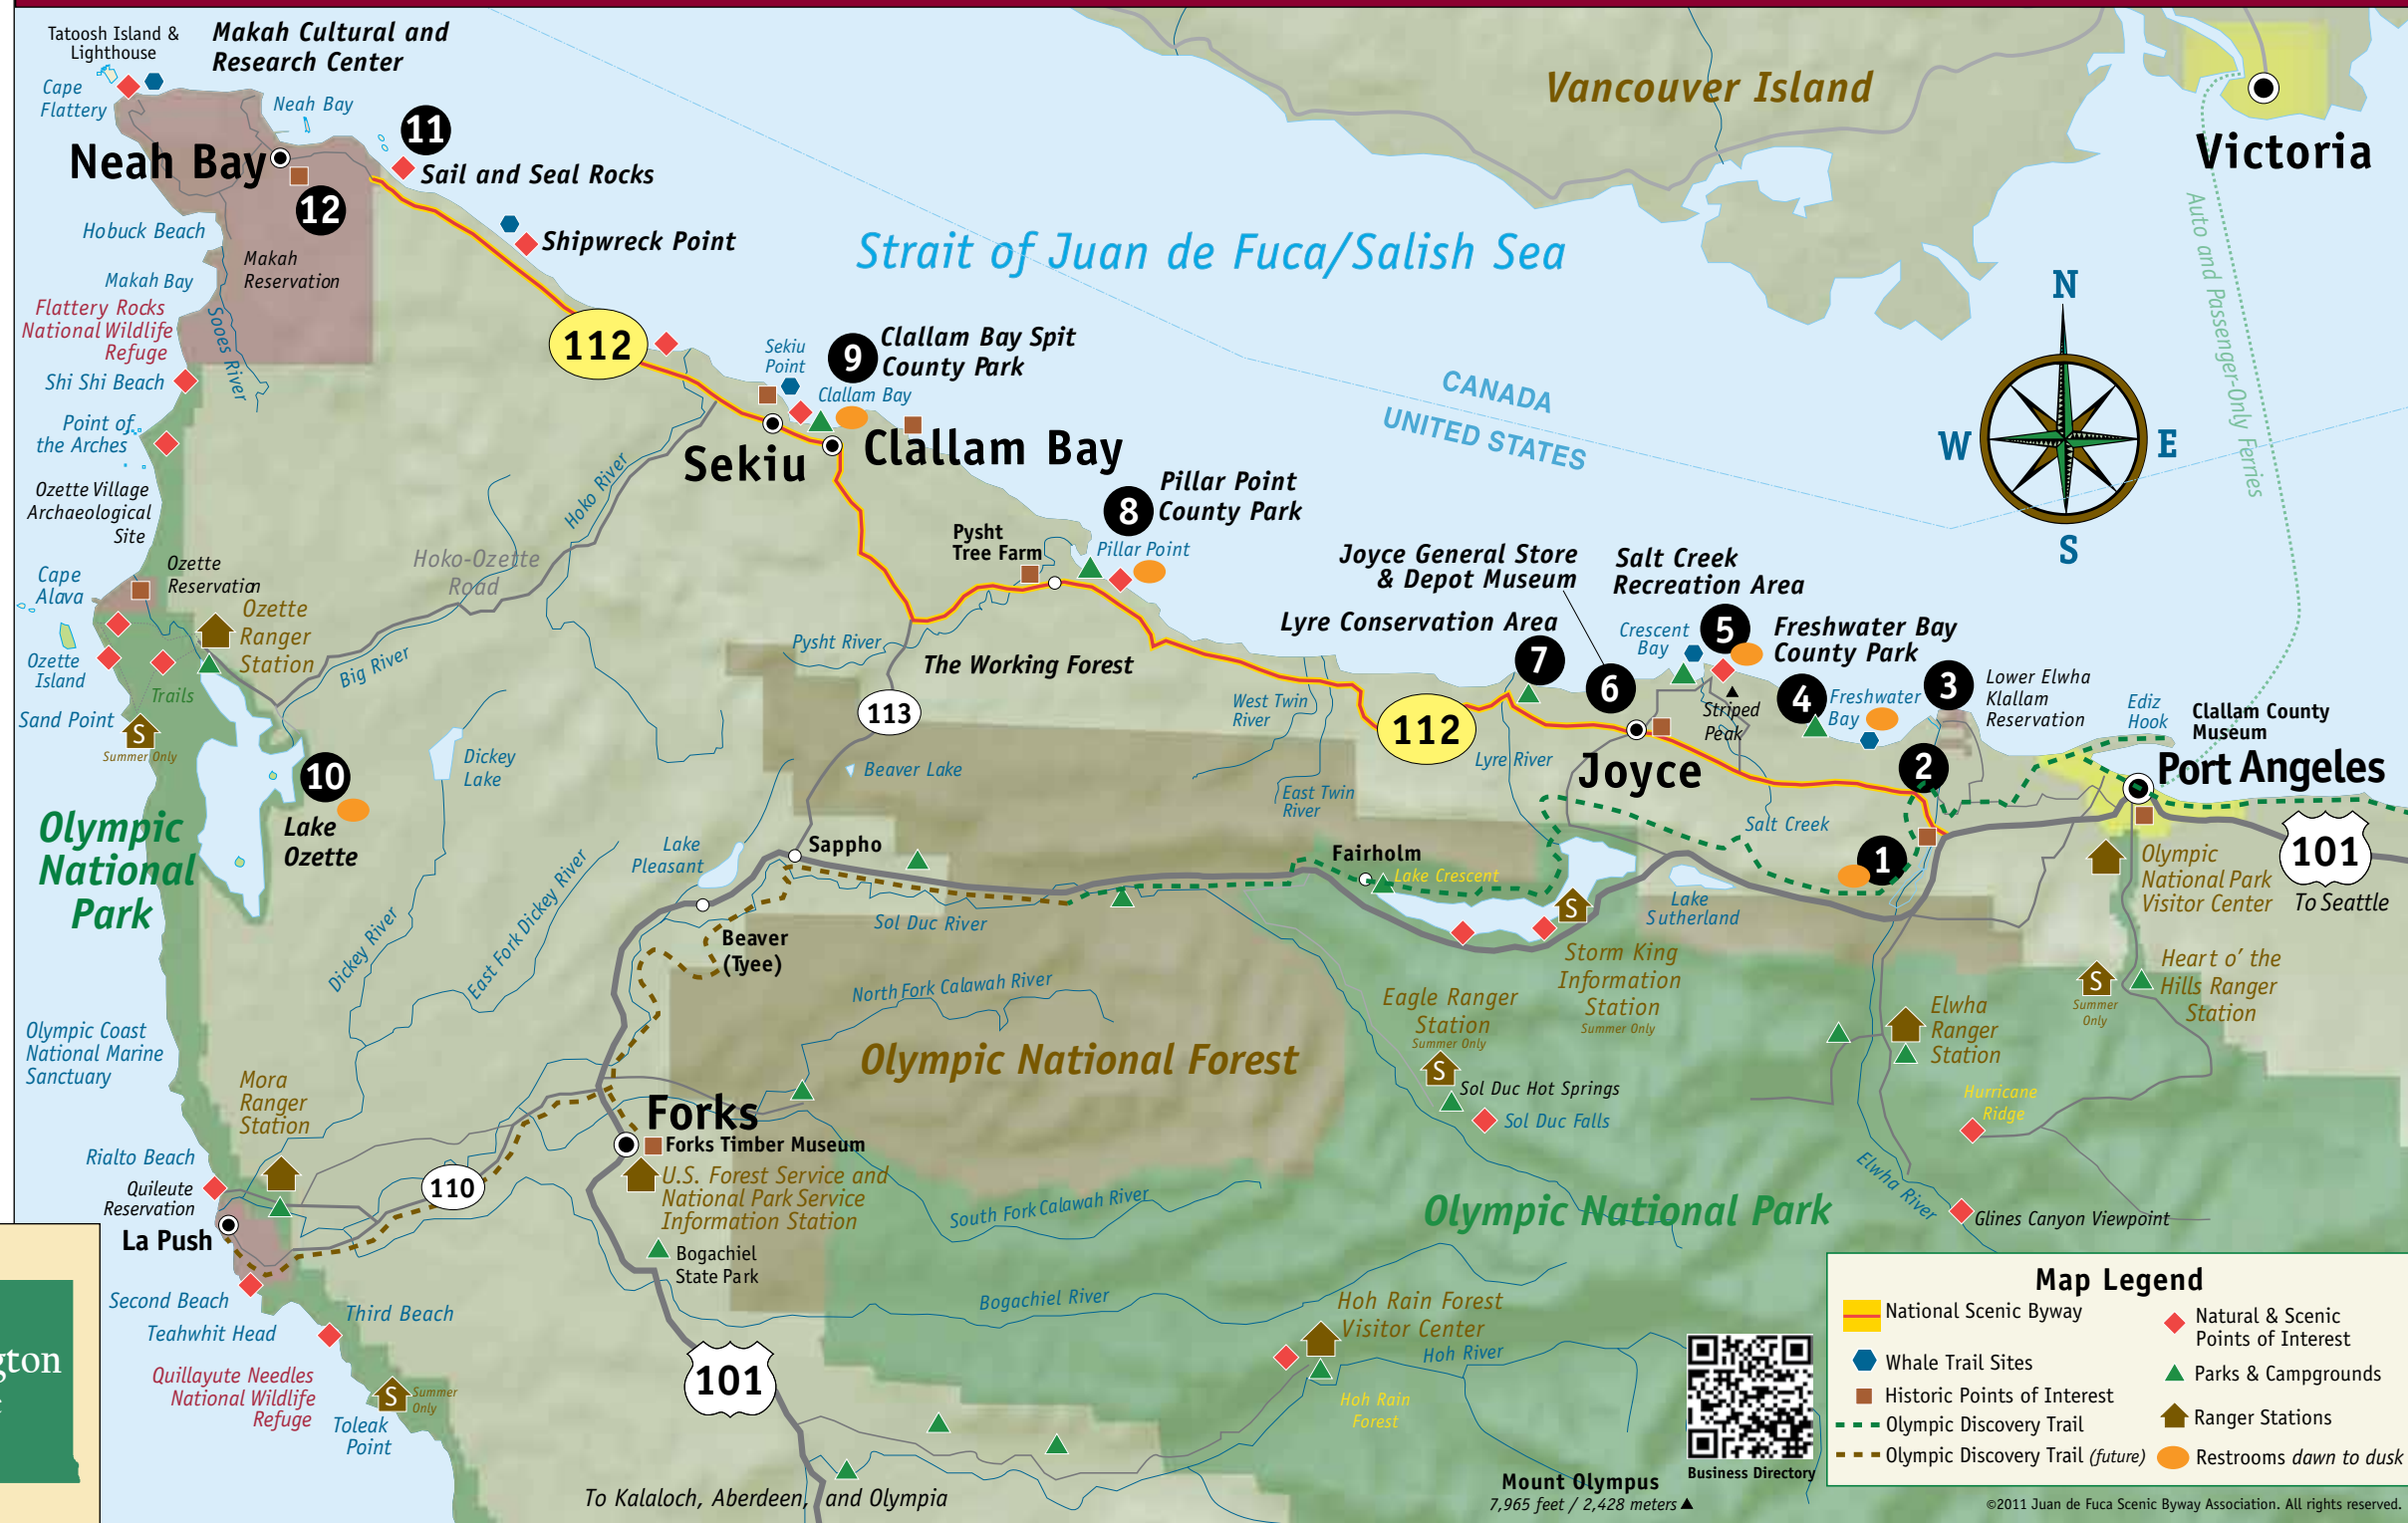 Tatoosh Island &
Lighthouse
Makah Cultural and
Research Center
Cape
Flattery
Neah Bay
11
Sail and Seal Rocks
Neah Bay
12
Hobuck Beach
Makah
Reservation
Makah Bay
Flattery Rocks
National Wildlife
Refuge
Sooes River
Shi Shi Beach
Point of
the Arches
Ozette Village
Archaeological
Site
Shipwreck Point
112
Strait of Juan de Fuca/Salish Sea
Vancouver Island
Victoria
Auto and Passenger-Only Ferries
N
W
E
S
CANADA
UNITED STATES
Sekiu
Point
9
Clallam Bay Spit
County Park
Clallam Bay
Sekiu
Clallam Bay
Hoko River
Hoko-Ozette
Road
8
Pillar Point
County Park
Pysht
Tree Farm
Pillar Point
Joyce General Store
& Depot Museum
Salt Creek
Recreation Area
Lyre Conservation Area
7
6
Crescent
Bay
5
Freshwater Bay
County Park
4
Freshwater
Bay
3
Lower Elwha
Klallam
Reservation
Striped
Peak
Ediz
Hook
Clallam County
Museum
Port Angeles
2
1
112
Joyce
Lyre River
West Twin
River
East Twin
River
Salt Creek
Cape
Alava
Ozette
Reservation
Ozette
Ranger
Station
Ozette
Island
Trails
Sand Point
S
Summer Only
Big River
10
Lake
Ozette
Dickey
Lake
Pysht River
The Working Forest
113
Beaver Lake
Olympic
National
Park
Lake
Pleasant
Sappho
Beaver
(Tyee)
Sol Duc River
Dickey River
East Fork Dickey River
Fairholm
Lake Crescent
S
Storm King
Information
Station
Summer Only
Lake
Sutherland
Olympic
National Park
Visitor Center
101
To Seattle
S
Summer
Only
Heart o' the
Hills Ranger
Station
Elwha
Ranger
Station
Hurricane
Ridge
Elwha River
Glines Canyon Viewpoint
North Fork Calawah River
Olympic National Forest
Eagle Ranger
Station
Summer Only
S
Sol Duc Hot Springs
Sol Duc Falls
Olympic National Park
Olympic Coast
National Marine
Sanctuary
Mora
Ranger
Station
Rialto Beach
Quileute
Reservation
La Push
110
Forks
Forks Timber Museum
U.S. Forest Service and
National Park Service
Information Station
Bogachiel
State Park
South Fork Calawah River
Bogachiel River
Second Beach
Third Beach
Teahwhit Head
Quillayute Needles
National Wildlife
Refuge
S
Summer
Only
Toleak
Point
101
Hoh Rain Forest
Visitor Center
Hoh River
Hoh Rain
Forest
To Kalaloch, Aberdeen, and Olympia
Mount Olympus
7,965 feet / 2,428 meters
Business Directory
Map Legend
National Scenic Byway
Whale Trail Sites
Historic Points of Interest
Olympic Discovery Trail
Olympic Discovery Trail (future)
Natural & Scenic
Points of Interest
Parks & Campgrounds
Ranger Stations
Restrooms dawn to dusk
©2011 Juan de Fuca Scenic Byway Association. All rights reserved.
gton